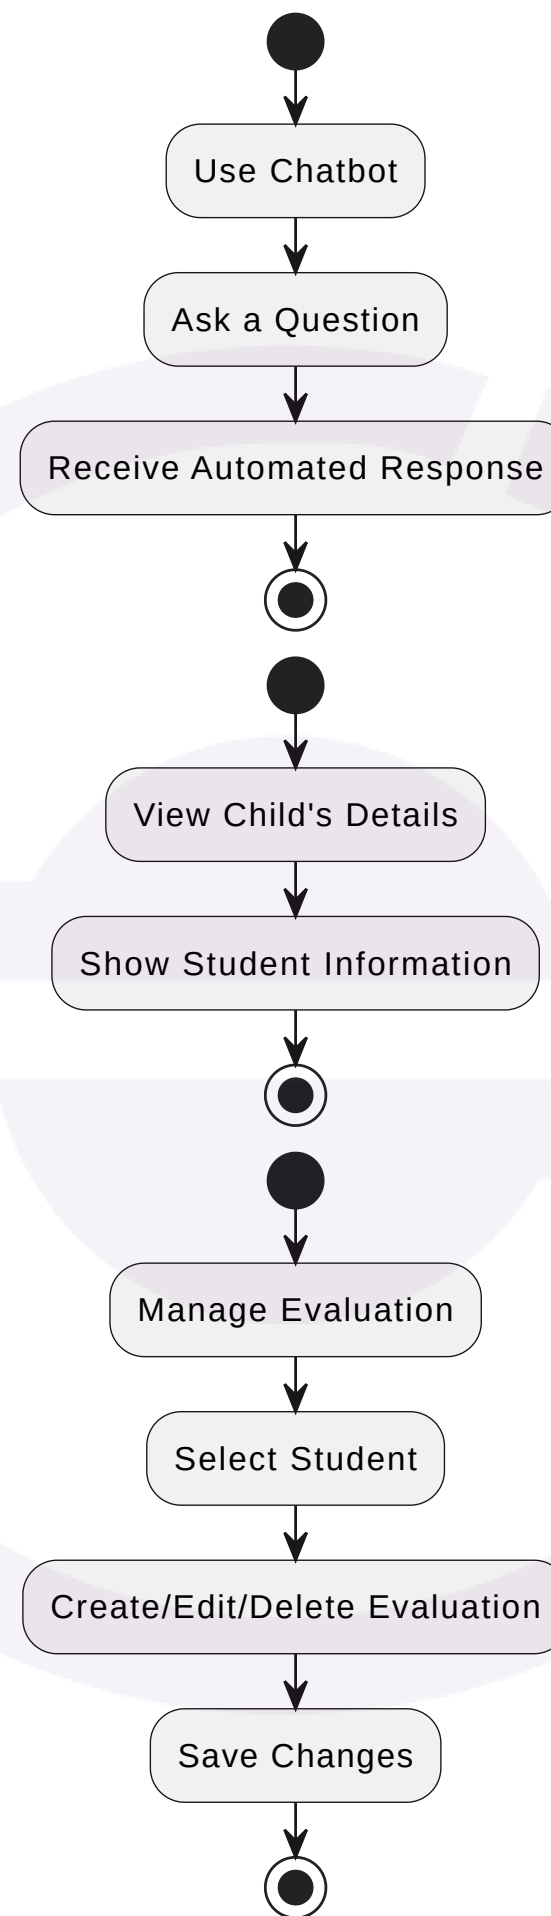 Use Chatbot
Ask a Question
Receive Automated Response
View Child's Details
Show Student Information
Manage Evaluation
Select Student
Create/Edit/Delete Evaluation
Save Changes